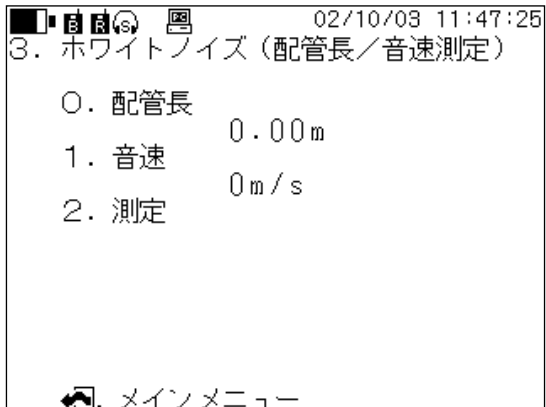 B R S PC 02/10/03 11:47:25
3. ホワイトノイズ(配管長/音速測定)
0. 配管長
0.00m
1. 音速
0m/s
2. 測定
. メインメニュー